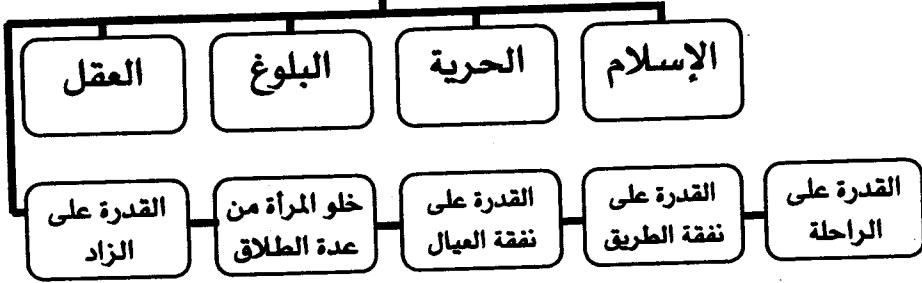 الإسلام
الحرية
البلوغ
العقل
القدرة على
الراحلة
القدرة على
نفقة الطريق
القدرة على
نفقة العيال
خلو المرأة من
عدة الطلاق
القدرة على
الزاد